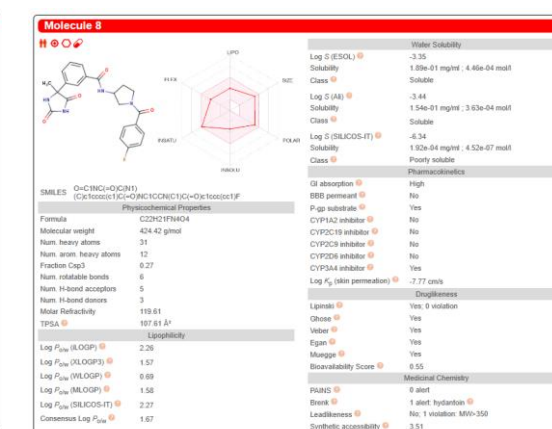 Molecule 8
LIPO
FLEX
SIZE
H₃C
O
NH
O
N
HN
NH
O
O
F
INSATU
POLAR
INSOLU
SMILES O=C1NC(=O)C(N1)
(C)c1cccc(c1)C(=O)NC1CCN(C1)C(=O)c1ccc(cc1)F
Physicochemical Properties
Formula C22H21FN4O4
Molecular weight 424.42 g/mol
Num. heavy atoms 31
Num. arom. heavy atoms 12
Fraction Csp3 0.27
Num. rotatable bonds 6
Num. H-bond acceptors 5
Num. H-bond donors 3
Molar Refractivity 119.61
TPSA 107.61 Å²
Lipophilicity
Log Po/w (iLOGP) 2.26
Log Po/w (XLOGP3) 1.57
Log Po/w (WLOGP) 0.69
Log Po/w (MLOGP) 1.58
Log Po/w (SILICOS-IT) 2.27
Consensus Log Po/w 1.67
Water Solubility
Log S (ESOL) -3.35
Solubility 1.89e-01 mg/ml ; 4.46e-04 mol/l
Class Soluble
Log S (Ali) -3.44
Solubility 1.54e-01 mg/ml ; 3.63e-04 mol/l
Class Soluble
Log S (SILICOS-IT) -6.34
Solubility 1.92e-04 mg/ml ; 4.52e-07 mol/l
Class Poorly soluble
Pharmacokinetics
GI absorption High
BBB permeant No
P-gp substrate Yes
CYP1A2 inhibitor No
CYP2C19 inhibitor No
CYP2C9 inhibitor No
CYP2D6 inhibitor No
CYP3A4 inhibitor Yes
Log Kp (skin permeation) -7.77 cm/s
Druglikeness
Lipinski Yes; 0 violation
Ghose Yes
Veber Yes
Egan Yes
Muegge Yes
Bioavailability Score 0.55
Medicinal Chemistry
PAINS 0 alert
Brenk 1 alert: hydantoin
Leadlikeness No; 1 violation: MW>350
Synthetic accessibility 3.51